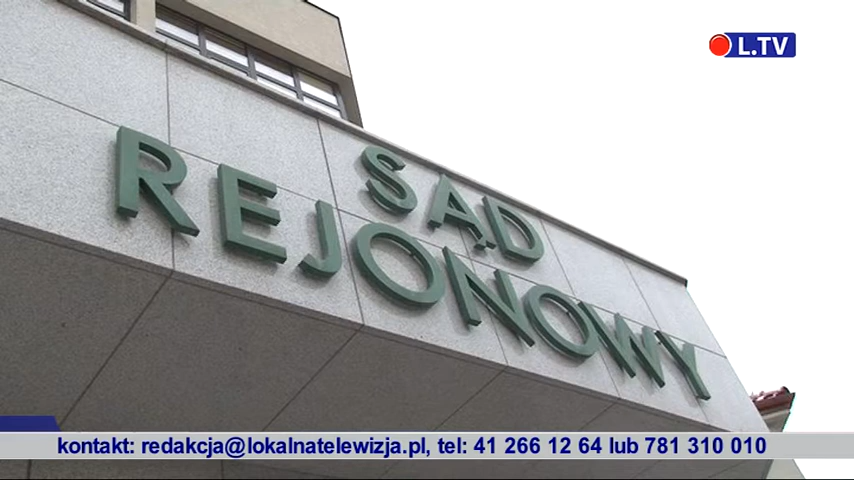 L.TV
SĄD
REJONOWY
kontakt: redakcja@lokalnatelewizja.pl, tel: 41 266 12 64 lub 781 310 010